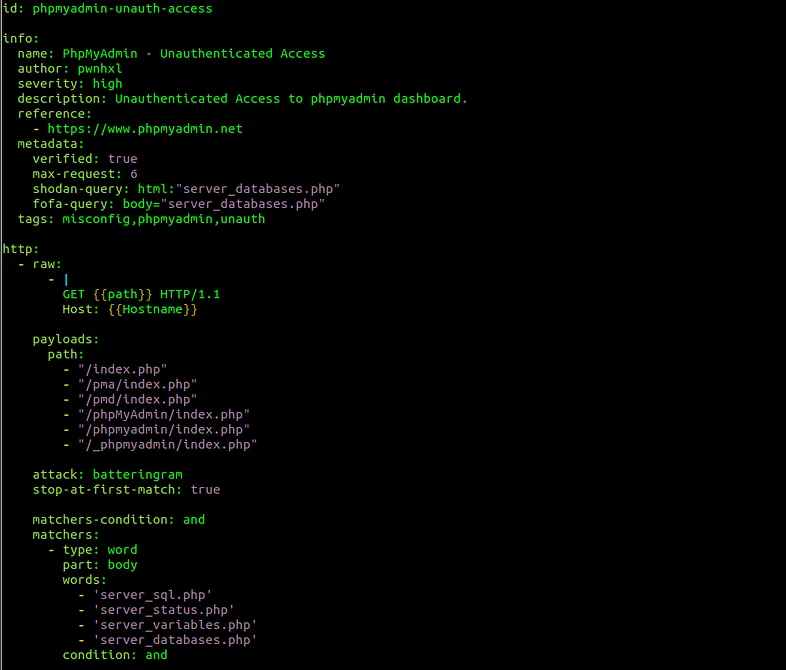 id: phpmyadmin-unauth-access

info:
  name: PhpMyAdmin - Unauthenticated Access
  author: pwnhxl
  severity: high
  description: Unauthenticated Access to phpmyadmin dashboard.
  reference:
    - https://www.phpmyadmin.net
  metadata:
    verified: true
    max-request: 6
    shodan-query: html:"server_databases.php"
    fofa-query: body="server_databases.php"
  tags: misconfig,phpmyadmin,unauth

http:
  - raw:
      - |
        GET {{path}} HTTP/1.1
        Host: {{Hostname}}

    payloads:
      path:
        - "/index.php"
        - "/pma/index.php"
        - "/pmd/index.php"
        - "/phpMyAdmin/index.php"
        - "/phpmyadmin/index.php"
        - "/_phpmyadmin/index.php"

    attack: batteringram
    stop-at-first-match: true

    matchers-condition: and
    matchers:
      - type: word
        part: body
        words:
          - 'server_sql.php'
          - 'server_status.php'
          - 'server_variables.php'
          - 'server_databases.php'
        condition: and